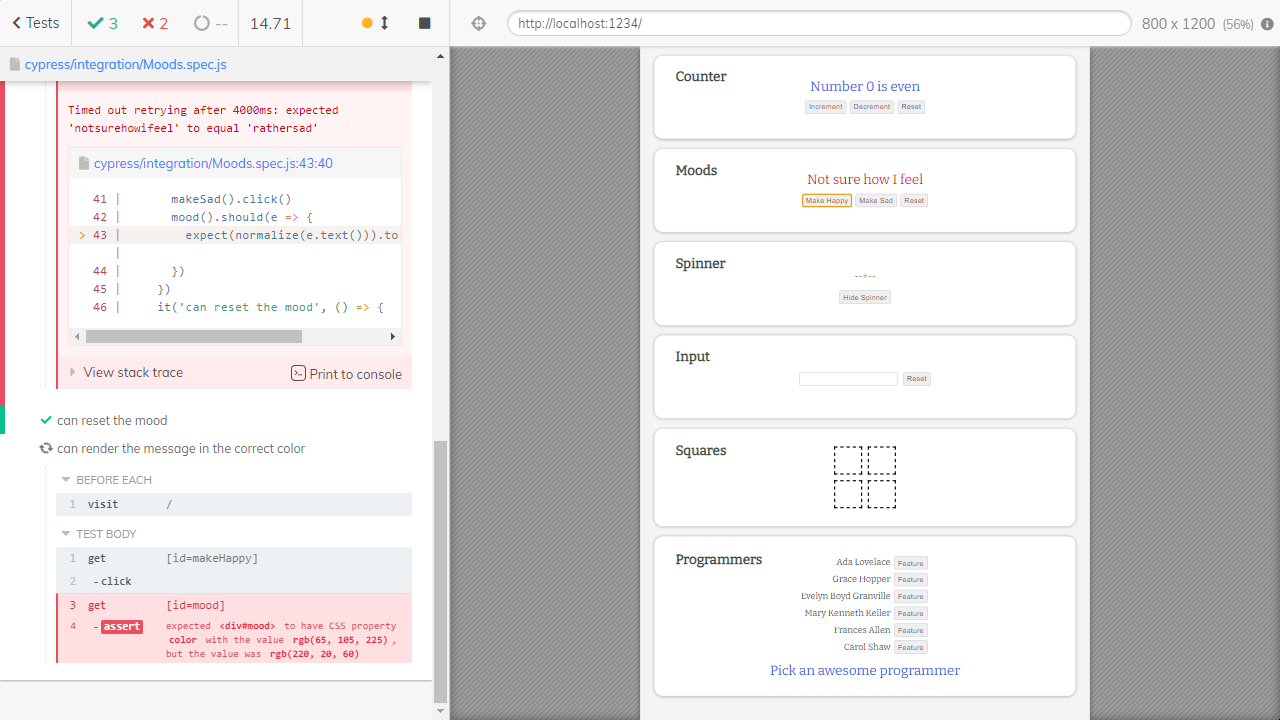 Tests
3
2
--
14.71
http://localhost:1234/
800 x 1200 (56%)
cypress/integration/Moods.spec.js
Timed out retrying after 4000ms: expected
'notsurehowifeel' to equal 'rathersad'
cypress/integration/Moods.spec.js:43:40
41 | makeSad().click()
42 | mood().should(e => {
> 43 | expect(normalize(e.text())).to
|
44 | })
45 | })
46 | it('can reset the mood', () => {
View stack trace
Print to console
can reset the mood
can render the message in the correct color
BEFORE EACH
1 visit /
TEST BODY
1 get [id=makeHappy]
2 -click
3 get [id=mood]
4 -assert expected <div#mood> to have CSS property
color with the value rgb(65, 105, 225),
but the value was rgb(220, 20, 60)
Counter
Number 0 is even
Increment Decrement Reset
Moods
Not sure how I feel
Make Happy Make Sad Reset
Spinner
--+--
Hide Spinner
Input
Reset
Squares
Programmers
Ada Lovelace Feature
Grace Hopper Feature
Evelyn Boyd Granville Feature
Mary Kenneth Keller Feature
Frances Allen Feature
Carol Shaw Feature
Pick an awesome programmer